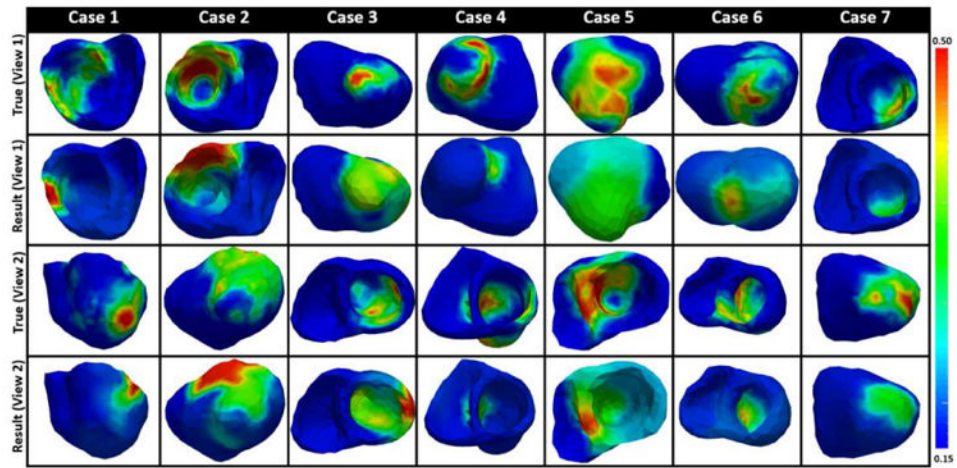 Case 1 Case 2 Case 3 Case 4 Case 5 Case 6 Case 7
True (View 1)
Result (View 1)
True (View 2)
Result (View 2)
0.50
0.15